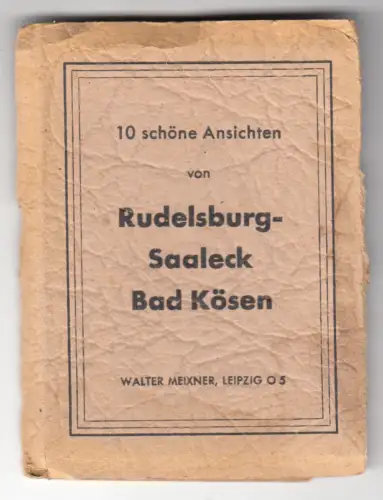 10 schöne Ansichten
von
Rudelsburg-
Saaleck
Bad Kösen
WALTER MEIXNER, LEIPZIG O 5